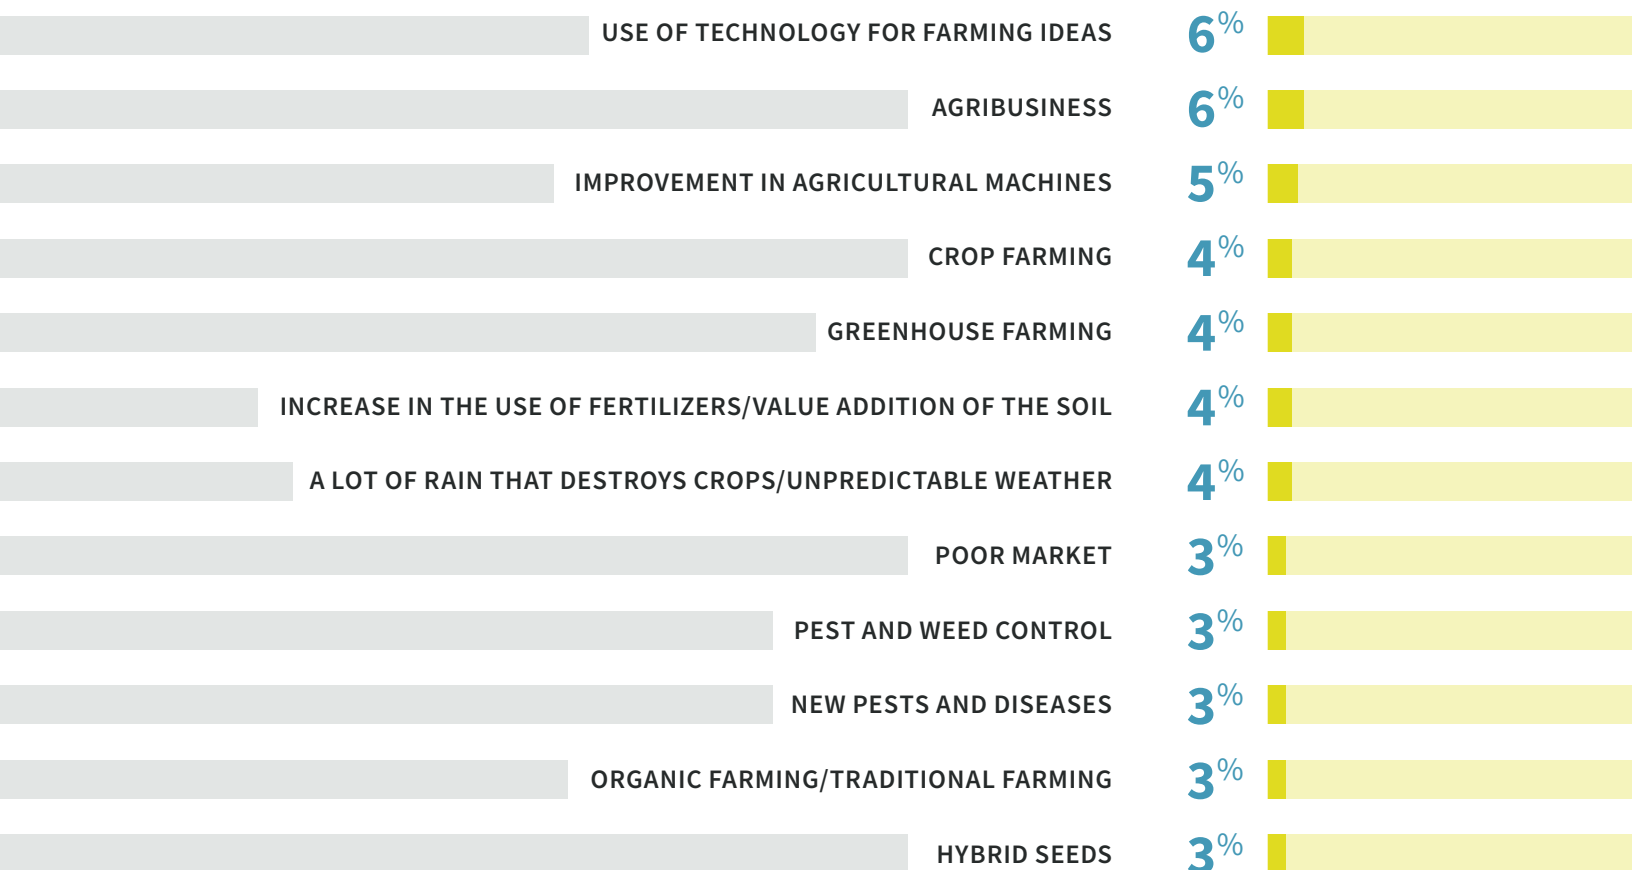 USE OF TECHNOLOGY FOR FARMING IDEAS 6%
AGRIBUSINESS 6%
IMPROVEMENT IN AGRICULTURAL MACHINES 5%
CROP FARMING 4%
GREENHOUSE FARMING 4%
INCREASE IN THE USE OF FERTILIZERS/VALUE ADDITION OF THE SOIL 4%
A LOT OF RAIN THAT DESTROYS CROPS/UNPREDICTABLE WEATHER 4%
POOR MARKET 3%
PEST AND WEED CONTROL 3%
NEW PESTS AND DISEASES 3%
ORGANIC FARMING/TRADITIONAL FARMING 3%
HYBRID SEEDS 3%